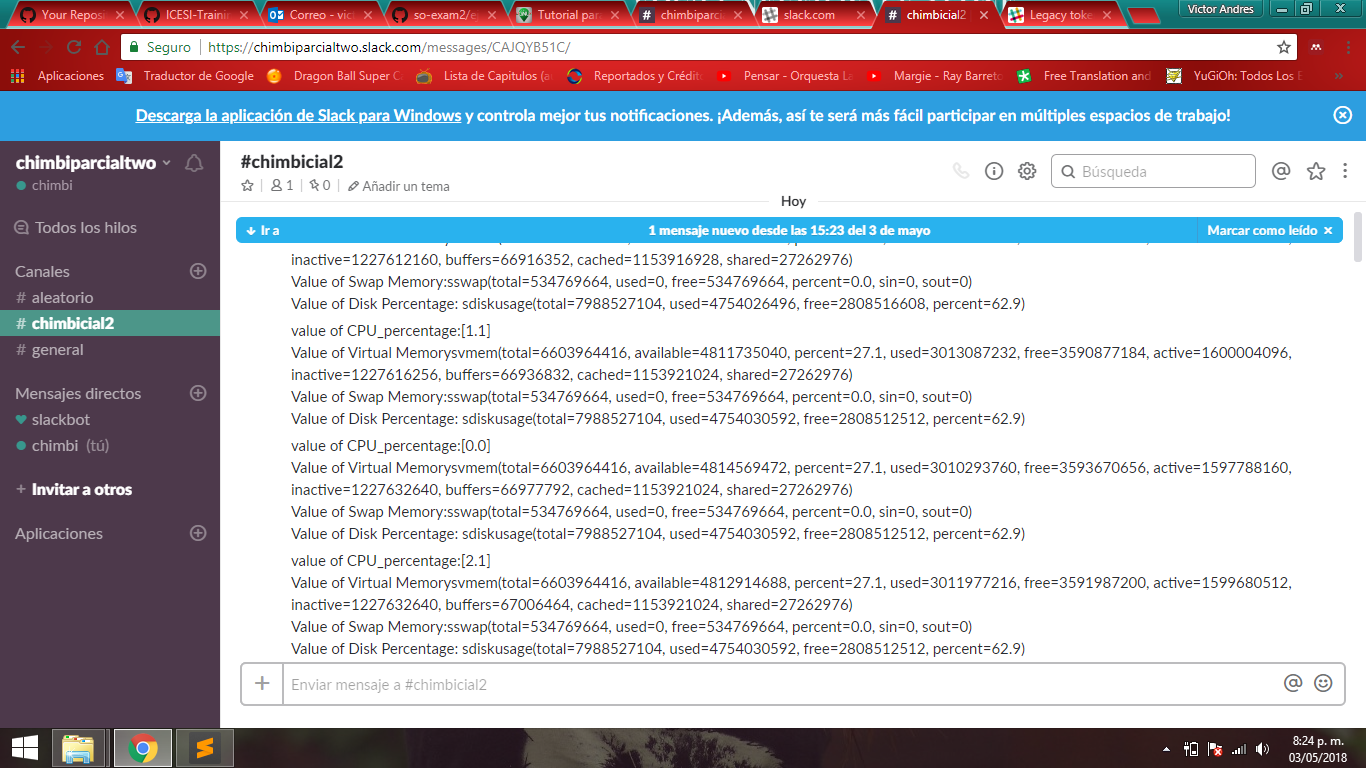 Your Reposi
ICESI-Trainin
Correo - vic
so-exam2/e
Tutorial par
chimbiparcia
slack.com
chimbicial2
Legacy toke
Victor Andres
Seguro
https://chimbiparcialtwo.slack.com/messages/CAJQYB51C/
Aplicaciones
Traductor de Google
Dragon Ball Super C
Lista de Capitulos (a
Reportados y Crédit
Pensar - Orquesta La
Margie - Ray Barreto
Free Translation and
YuGiOh: Todos Los E
»
Descarga la aplicación de Slack para Windows y controla mejor tus notificaciones. ¡Además, así te será más fácil participar en múltiples espacios de trabajo!
chimbiparcialtwo
chimbi
Todos los hilos
Canales
# aleatorio
# chimbicial2
# general
Mensajes directos
slackbot
chimbi (tú)
+ Invitar a otros
Aplicaciones
#chimbicial2
1
0
Añadir un tema
Búsqueda
Hoy
Ir a
1 mensaje nuevo desde las 15:23 del 3 de mayo
Marcar como leído
inactive=1227612160, buffers=66916352, cached=1153916928, shared=27262976)
Value of Swap Memory:sswap(total=534769664, used=0, free=534769664, percent=0.0, sin=0, sout=0)
Value of Disk Percentage: sdiskusage(total=7988527104, used=4754026496, free=2808516608, percent=62.9)
value of CPU_percentage:[1.1]
Value of Virtual Memorysvmem(total=6603964416, available=4811735040, percent=27.1, used=3013087232, free=3590877184, active=1600004096,
inactive=1227616256, buffers=66936832, cached=1153921024, shared=27262976)
Value of Swap Memory:sswap(total=534769664, used=0, free=534769664, percent=0.0, sin=0, sout=0)
Value of Disk Percentage: sdiskusage(total=7988527104, used=4754030592, free=2808512512, percent=62.9)
value of CPU_percentage:[0.0]
Value of Virtual Memorysvmem(total=6603964416, available=4814569472, percent=27.1, used=3010293760, free=3593670656, active=1597788160,
inactive=1227632640, buffers=66977792, cached=1153921024, shared=27262976)
Value of Swap Memory:sswap(total=534769664, used=0, free=534769664, percent=0.0, sin=0, sout=0)
Value of Disk Percentage: sdiskusage(total=7988527104, used=4754030592, free=2808512512, percent=62.9)
value of CPU_percentage:[2.1]
Value of Virtual Memorysvmem(total=6603964416, available=4812914688, percent=27.1, used=3011977216, free=3591987200, active=1599680512,
inactive=1227632640, buffers=67006464, cached=1153921024, shared=27262976)
Value of Swap Memory:sswap(total=534769664, used=0, free=534769664, percent=0.0, sin=0, sout=0)
Value of Disk Percentage: sdiskusage(total=7988527104, used=4754030592, free=2808512512, percent=62.9)
Enviar mensaje a #chimbicial2
8:24 p. m.
03/05/2018